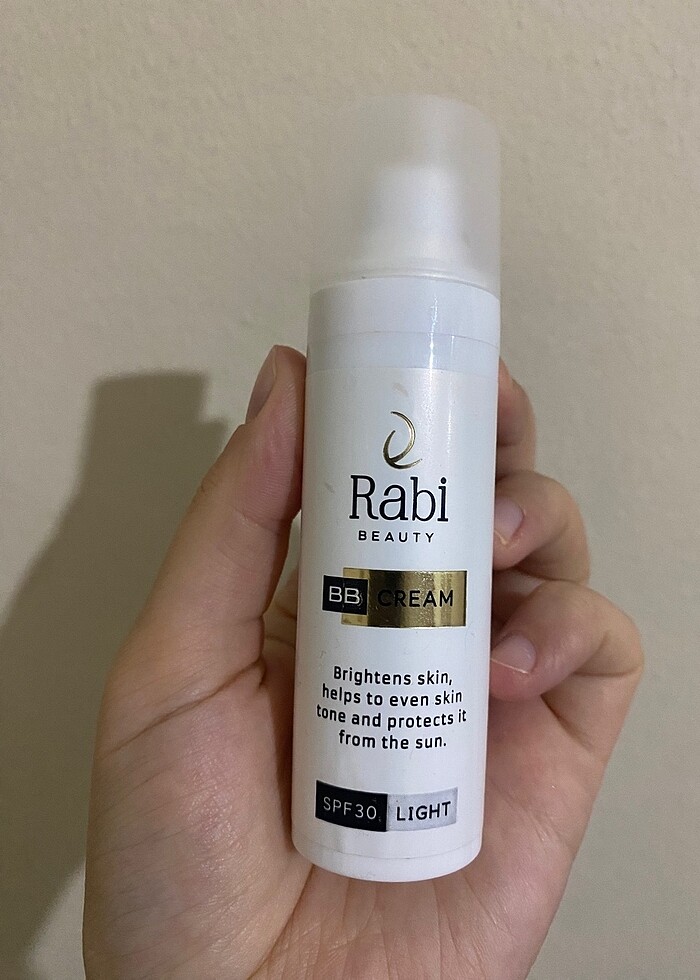 Rabi
BEAUTY
BB CREAM
Brightens skin,
helps to even skin
tone and protects it
from the sun.
SPF30 LIGHT